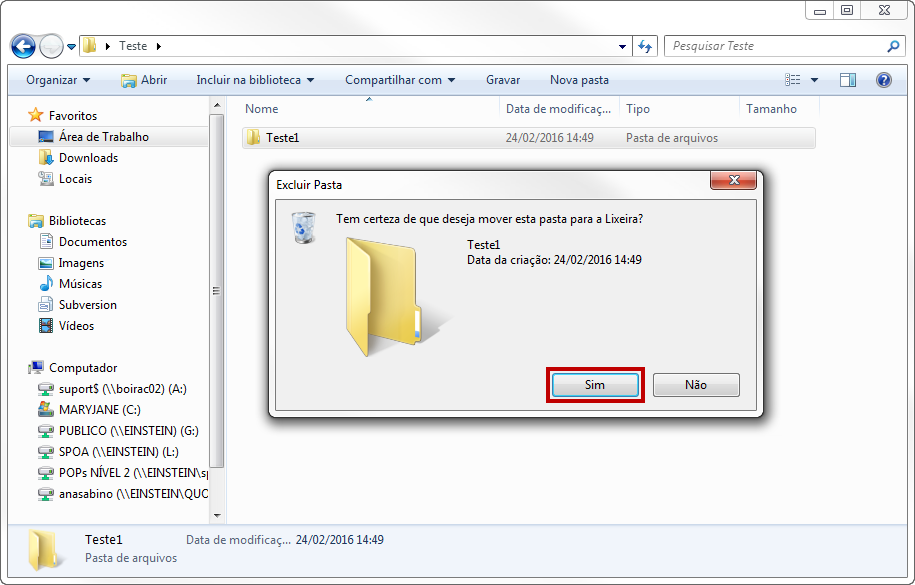 Teste
Pesquisar Teste
Organizar
Abrir
Incluir na biblioteca
Compartilhar com
Gravar
Nova pasta
Favoritos
Área de Trabalho
Downloads
Locais
Bibliotecas
Documentos
Imagens
Músicas
Subversion
Vídeos
Computador
suport$ (\\boirac02) (A:)
MARYJANE (C:)
PUBLICO (\\EINSTEIN) (G:)
SPOA (\\EINSTEIN) (L:)
POPs NÍVEL 2 (\\EINSTEIN\sp
anasabino (\\EINSTEIN\QUO
Nome
Data de modificaç...
Tipo
Tamanho
Teste1
24/02/2016 14:49
Pasta de arquivos
Excluir Pasta
Tem certeza de que deseja mover esta pasta para a Lixeira?
Teste1
Data da criação: 24/02/2016 14:49
Sim
Não
Teste1
Data de modificaç... 24/02/2016 14:49
Pasta de arquivos